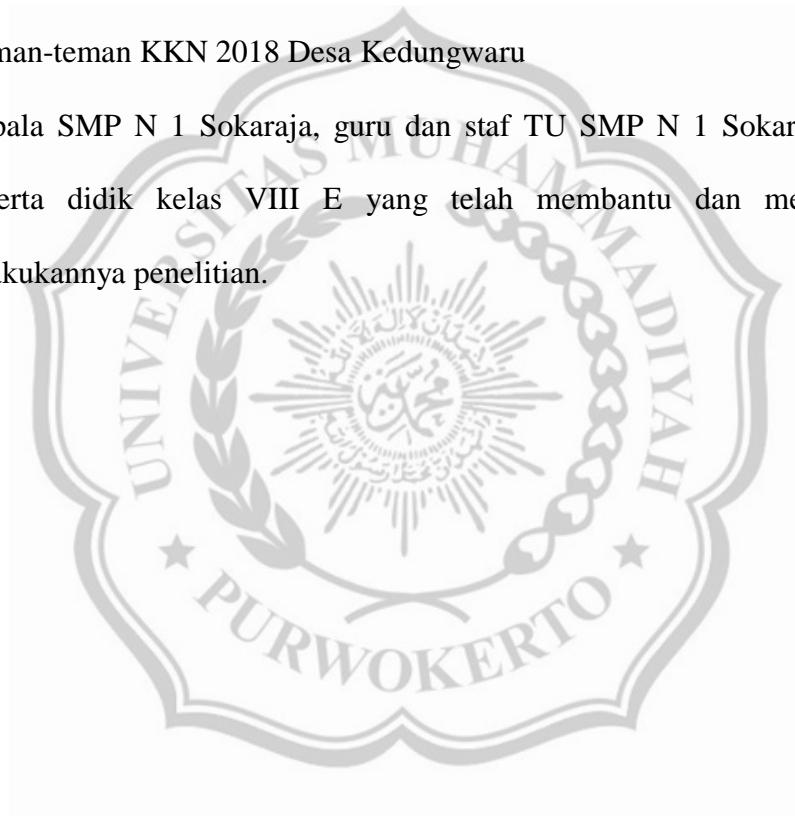 man-teman KKN 2018 Desa Kedungwaru
pala SMP N 1 Sokaraja, guru dan staf TU SMP N 1 Sokar
erta didik kelas VIII E yang telah membantu dan me
kukannya penelitian.
UNIVERSITAS MUHAMMADIYAH
PURWOKERTO